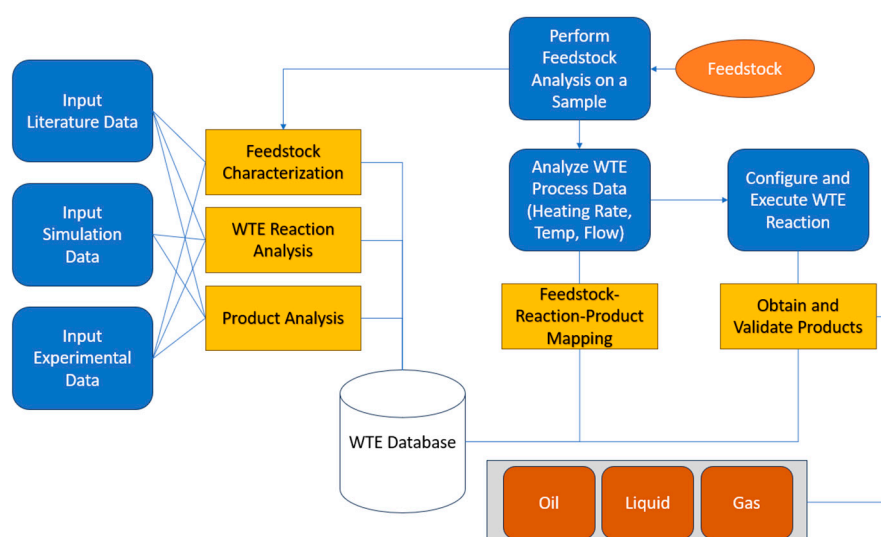 Input
Literature Data
Input
Simulation
Data
Input
Experimental
Data
Feedstock
Characterization
WTE Reaction
Analysis
Product Analysis
WTE Database
Perform
Feedstock
Analysis on a
Sample
Feedstock
Analyze WTE
Process Data
(Heating Rate,
Temp, Flow)
Configure and
Execute WTE
Reaction
Feedstock-
Reaction-Product
Mapping
Obtain and
Validate Products
Oil
Liquid
Gas